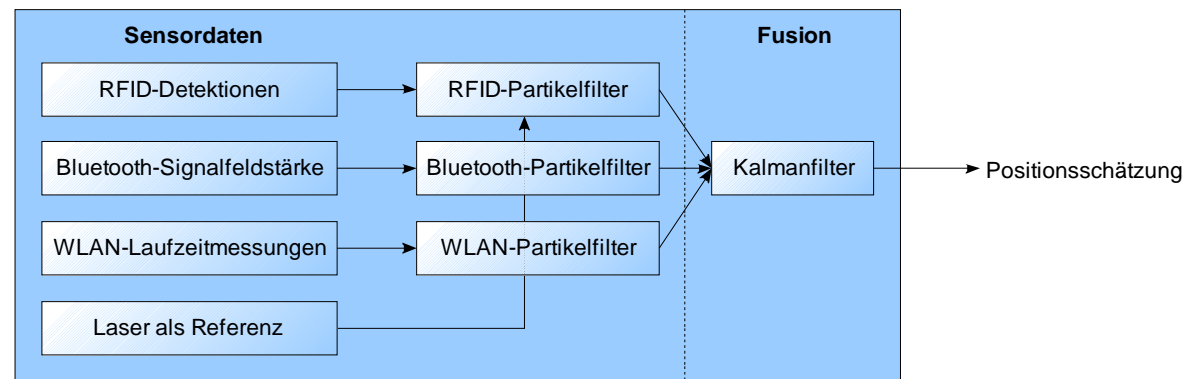 Sensordaten
Fusion
RFID-Detektionen
RFID-Partikelfilter
Bluetooth-Signalfeldstärke
Bluetooth-Partikelfilter
Kalmanfilter
Positionsschätzung
WLAN-Laufzeitmessungen
WLAN-Partikelfilter
Laser als Referenz